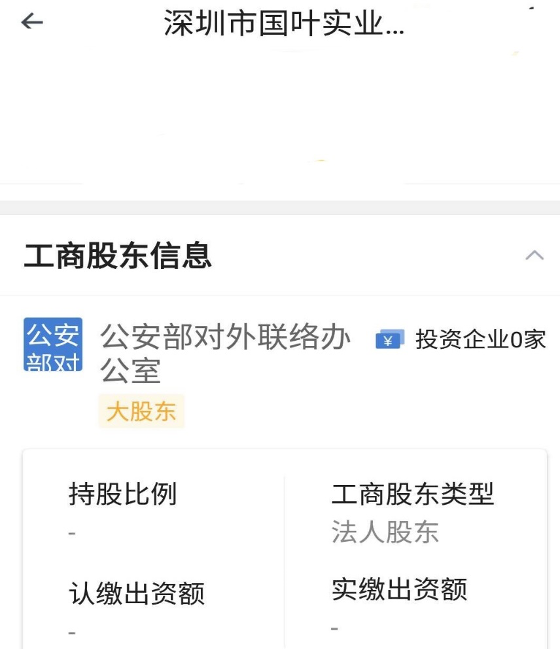 深圳市国叶实业...
工商股东信息
公安
部对
公安部对外联络办
公室
¥ 投资企业0家
大股东
持股比例
-
工商股东类型
法人股东
认缴出资额
-
实缴出资额
-